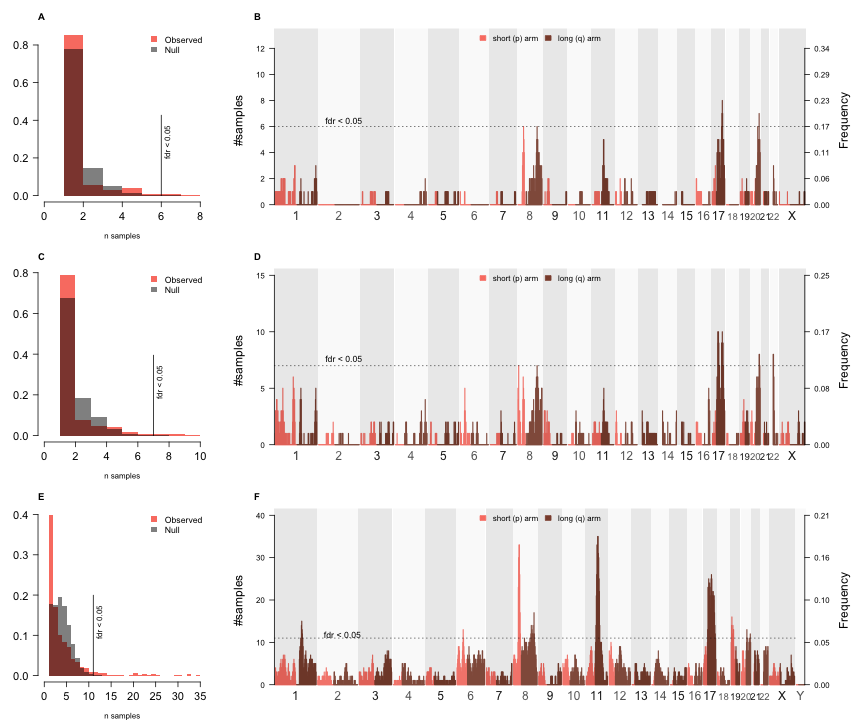 A
Observed
Null
0.8
0.6
0.4
0.2
0.0
fdr < 0.05
0 2 4 6 8
n samples
B
short (p) arm long (q) arm
#samples
12
10
8
6
4
2
0
fdr < 0.05
0.34
0.29
0.23
0.17
0.11
0.06
0.00
Frequency
1 2 3 4 5 6 7 8 9 10 11 12 13 14 15 16 17 18 19 20 21 22 X
C
Observed
Null
0.8
0.6
0.4
0.2
0.0
fdr < 0.05
0 2 4 6 8 10
n samples
D
short (p) arm long (q) arm
#samples
15
10
5
0
fdr < 0.05
0.25
0.17
0.08
0.00
Frequency
1 2 3 4 5 6 7 8 9 10 11 12 13 14 15 16 17 18 19 20 21 22 X
E
Observed
Null
0.4
0.3
0.2
0.1
0.0
fdr < 0.05
0 5 10 15 20 25 30 35
n samples
F
short (p) arm long (q) arm
#samples
40
30
20
10
0
fdr < 0.05
0.21
0.16
0.10
0.05
0.00
Frequency
1 2 3 4 5 6 7 8 9 10 11 12 13 14 15 16 17 18 19 20 21 22 X Y